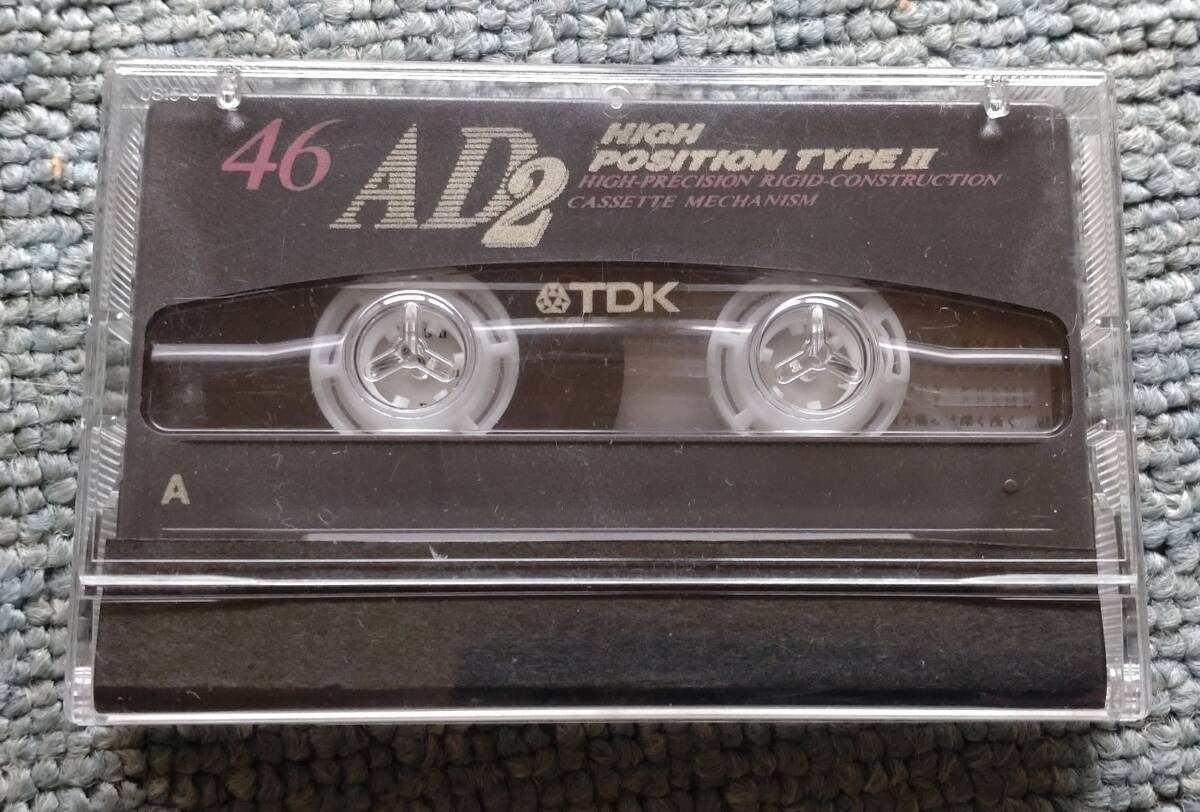 46 AD2
HIGH
POSITION TYPE II
HIGH-PRECISION RIGID-CONSTRUCTION
CASSETTE MECHANISM
TDK
A